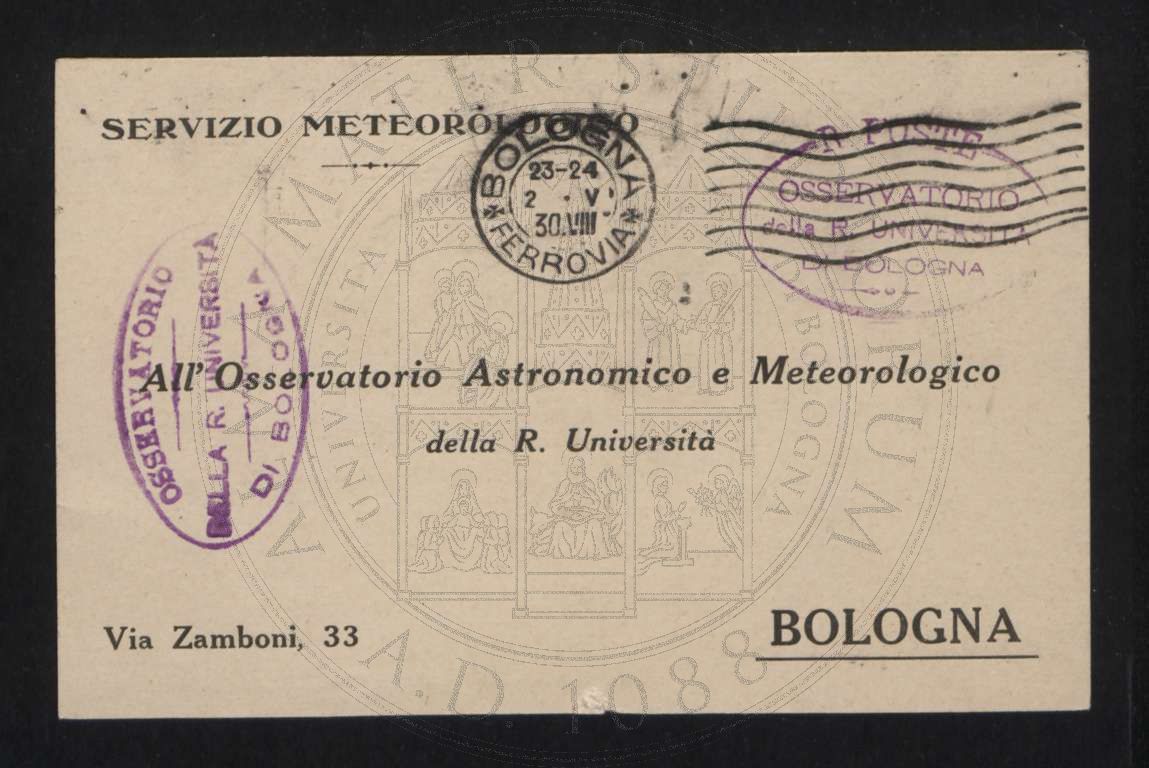 SERVIZIO METEOROLOGICO
BOLOGNA
23-24
2 · V
30.VIII
FERROVIA
R. POSTE
OSSERVATORIO
della R. UNIVERSITÀ
DI BOLOGNA
OSSERVATORIO
DELLA R. UNIVERSITÀ
DI BOLOGNA
All' Osservatorio Astronomico e Meteorologico
della R. Università
Via Zamboni, 33
BOLOGNA
ALMA MATER STUDIORUM
UNIVERSITÀ DI BOLOGNA
A.D. 1088